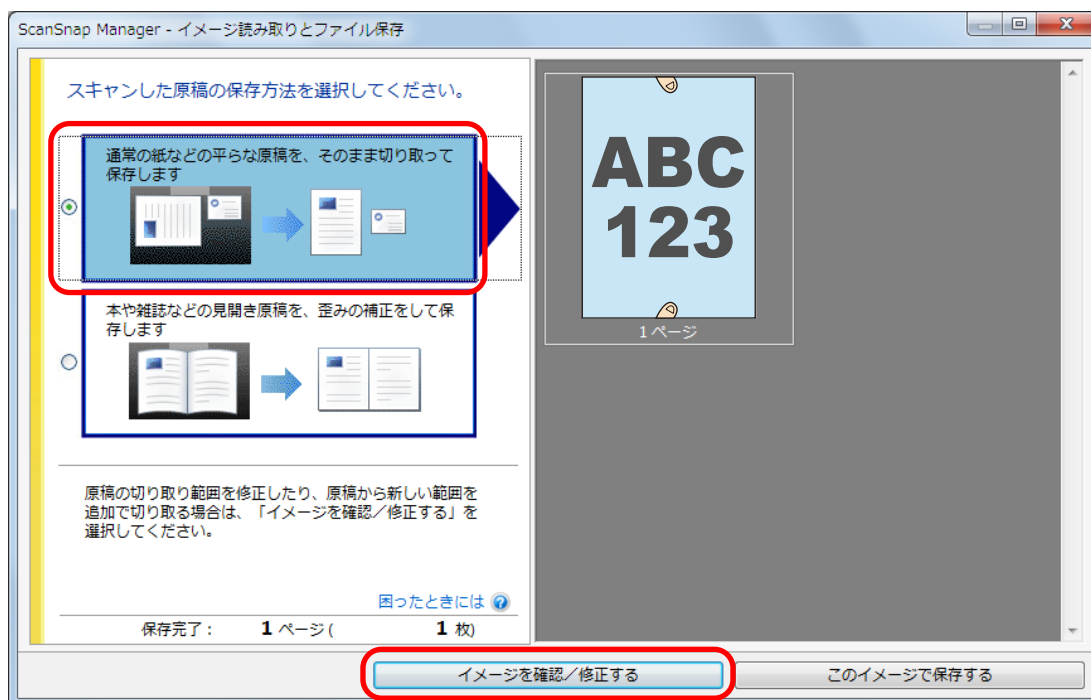 ScanSnap Manager - イメージ読み取りとファイル保存
スキャンした原稿の保存方法を選択してください。
通常の紙などの平らな原稿を、そのまま切り取って
保存します
本や雑誌などの見開き原稿を、歪みの補正をして保
存します
原稿の切り取り範囲を修正したり、原稿から新しい範囲を
追加で切り取る場合は、「イメージを確認／修正する」を
選択してください。
困ったときには ?
保存完了： 1 ページ( 1 枚)
ABC
123
1ページ
イメージを確認／修正する
このイメージで保存する